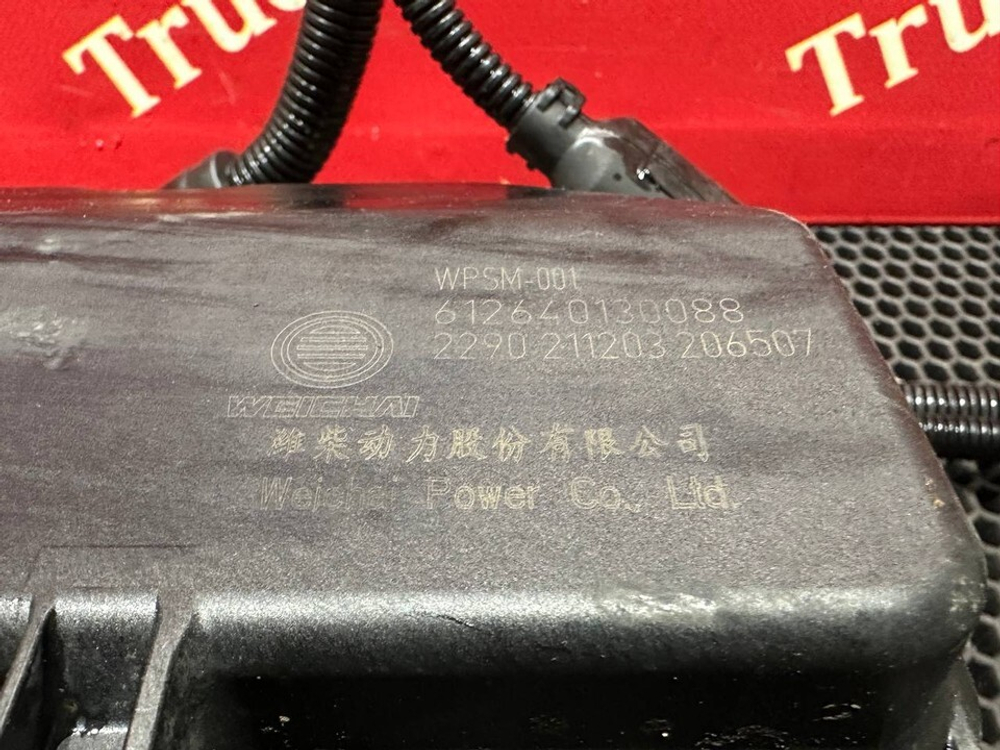 Truc
Tru
WPSM-001
612640130088
2290 211203 206507
WEICHAI
潍柴动力股份有限公司
Weichai Power Co., Ltd.